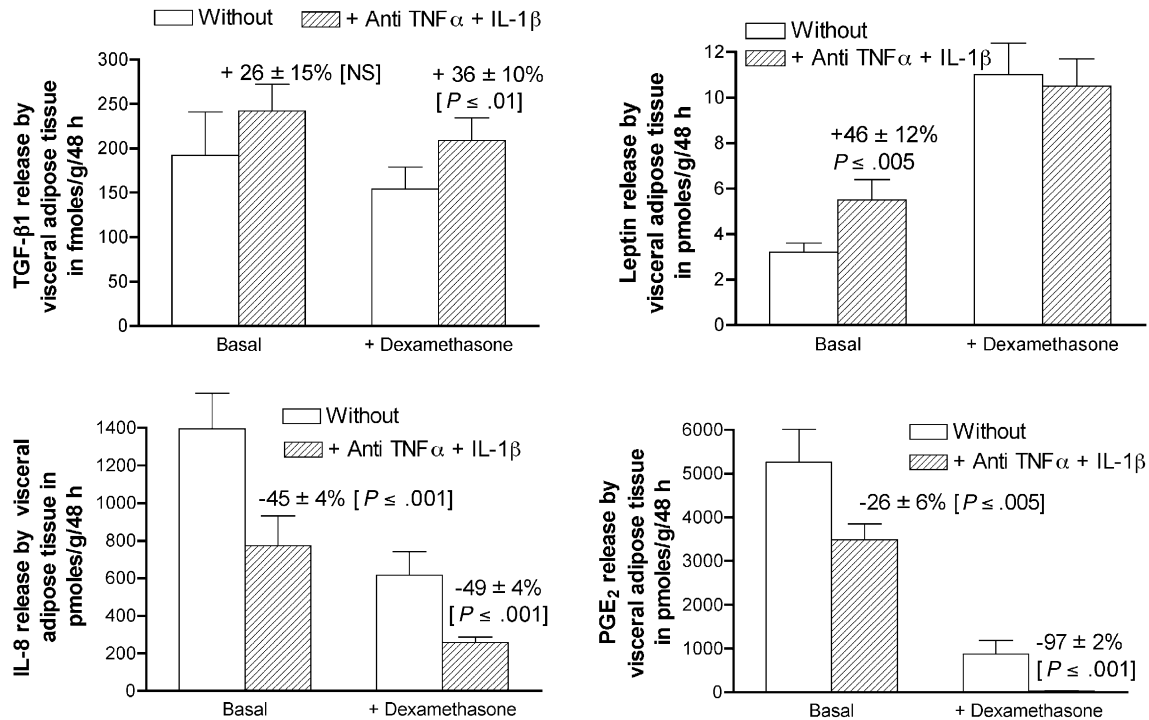 Without
+ Anti TNFα + IL-1β
TGF-β1 release by
visceral adipose tissue
in fmoles/g/48 h
300
250
200
150
100
50
0
+ 26 ± 15% [NS]
+ 36 ± 10%
[P ≤ .01]
Basal
+ Dexamethasone
Without
+ Anti TNFα + IL-1β
Leptin release by
visceral adipose tissue
in pmoles/g/48 h
12
10
8
6
4
2
0
+46 ± 12%
P ≤ .005
Basal
+ Dexamethasone
Without
+ Anti TNFα + IL-1β
IL-8 release by visceral
adipose tissue in
pmoles/g/48 h
1400
1200
1000
800
600
400
200
0
-45 ± 4% [P ≤ .001]
-49 ± 4%
[P ≤ .001]
Basal
+ Dexamethasone
Without
+ Anti TNFα + IL-1β
PGE2 release by
visceral adipose tissue
in pmoles/g/48 h
6000
5000
4000
3000
2000
1000
0
-26 ± 6% [P ≤ .005]
-97 ± 2%
[P ≤ .001]
Basal
+ Dexamethasone